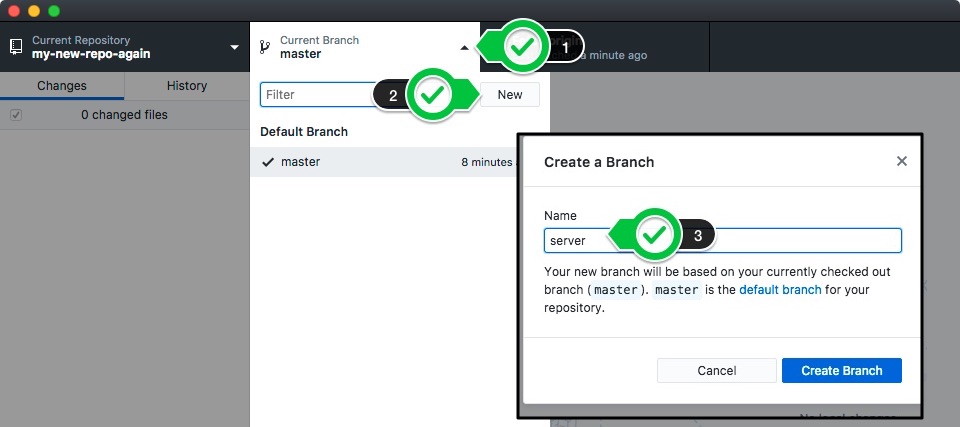 Current Repository
my-new-repo-again
Current Branch
master
1
a minute ago
Changes
History
Filter
2
New
0 changed files
Default Branch
master
8 minutes
Create a Branch
Name
server
3
Your new branch will be based on your currently checked out
branch (master). master is the default branch for your
repository.
Cancel
Create Branch
No local changes